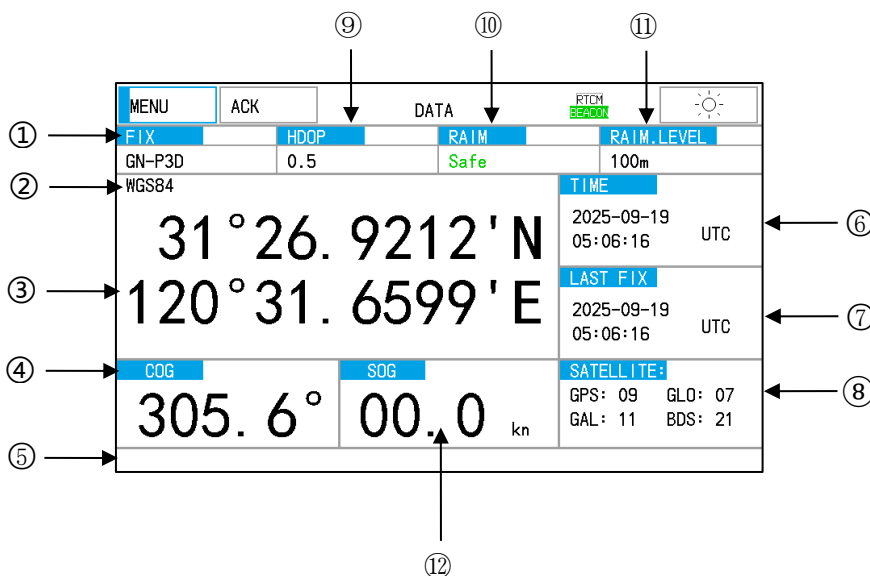 ⑨ ⑩ ⑪
MENU ACK DATA RTCM
BEACON
① FIX HDOP RAIM RAIM.LEVEL
GN-P3D 0.5 Safe 100m
② WGS84 TIME
31°26.9212'N
2025-09-19
05:06:16 UTC ⑥
③ 120°31.6599'E
LAST FIX
2025-09-19
05:06:16 UTC ⑦
④ COG SOG SATELLITE:
305.6° 00.0 kn
GPS: 09 GLO: 07 ⑧
GAL: 11 BDS: 21
⑤
⑫